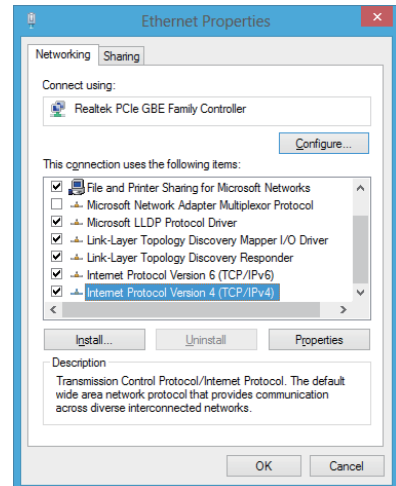 Ethernet Properties
Networking
Sharing
Connect using:
Realtek PCIe GBE Family Controller
Configure...
This connection uses the following items:
File and Printer Sharing for Microsoft Networks
Microsoft Network Adapter Multiplexor Protocol
Microsoft LLDP Protocol Driver
Link-Layer Topology Discovery Mapper I/O Driver
Link-Layer Topology Discovery Responder
Internet Protocol Version 6 (TCP/IPv6)
Internet Protocol Version 4 (TCP/IPv4)
Install...
Uninstall
Properties
Description
Transmission Control Protocol/Internet Protocol. The default
wide area network protocol that provides communication
across diverse interconnected networks.
OK
Cancel